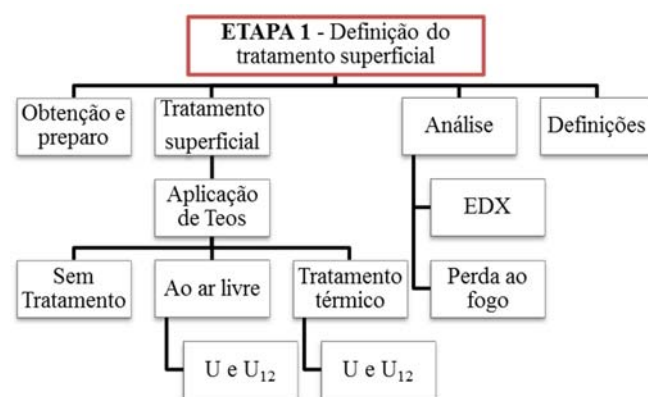 ETAPA 1 - Definição do
tratamento superficial
Obtenção e
preparo
Tratamento
superficial
Análise
Definições
Aplicação
de Teos
EDX
Sem
Tratamento
Ao ar livre
Tratamento
térmico
Perda ao
fogo
U e U₁₂
U e U₁₂